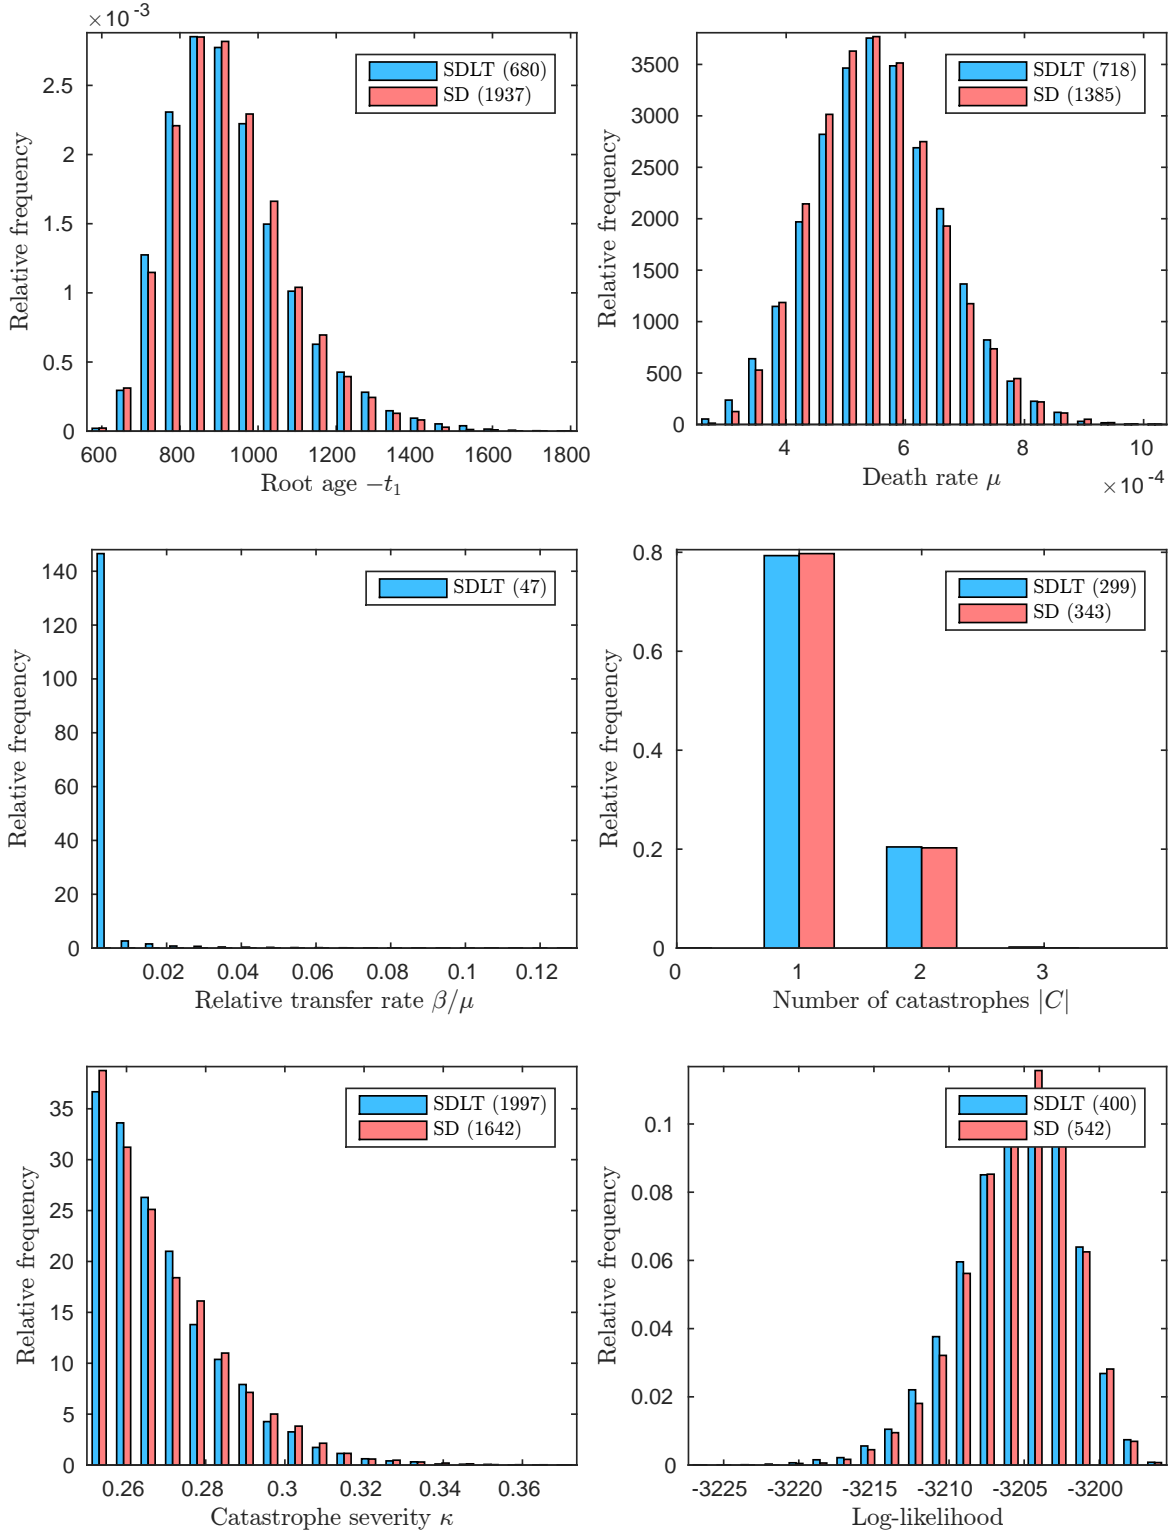 ×10 -3
2.5
2
1.5
1
0.5
0
600 800 1000 1200 1400 1600 1800
Relative frequency
Root age −t1
SDLT (680)
SD (1937)
3500
3000
2500
2000
1500
1000
500
0
4 6 8 10
×10 -4
Relative frequency
Death rate μ
SDLT (718)
SD (1385)
140
120
100
80
60
40
20
0
0.02 0.04 0.06 0.08 0.1 0.12
Relative frequency
Relative transfer rate β/μ
SDLT (47)
0.8
0.6
0.4
0.2
0
0 1 2 3
Relative frequency
Number of catastrophes |C|
SDLT (299)
SD (343)
35
30
25
20
15
10
5
0
0.26 0.28 0.3 0.32 0.34 0.36
Relative frequency
Catastrophe severity κ
SDLT (1997)
SD (1642)
0.1
0.08
0.06
0.04
0.02
0
-3225 -3220 -3215 -3210 -3205 -3200
Relative frequency
Log-likelihood
SDLT (400)
SD (542)